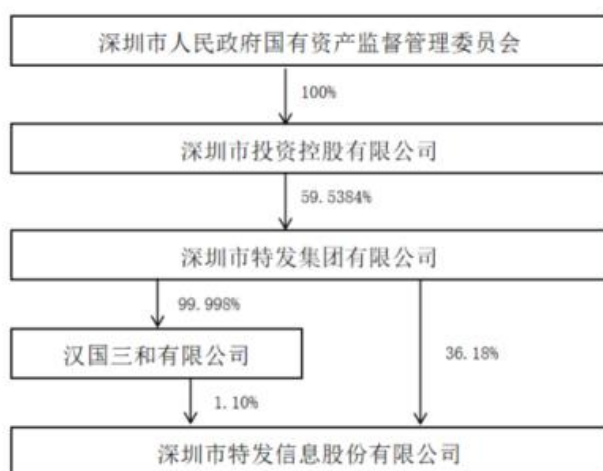 深圳市人民政府国有资产监督管理委员会
100%
深圳市投资控股有限公司
59.5384%
深圳市特发集团有限公司
99.998%
汉国三和有限公司
36.18%
1.10%
深圳市特发信息股份有限公司